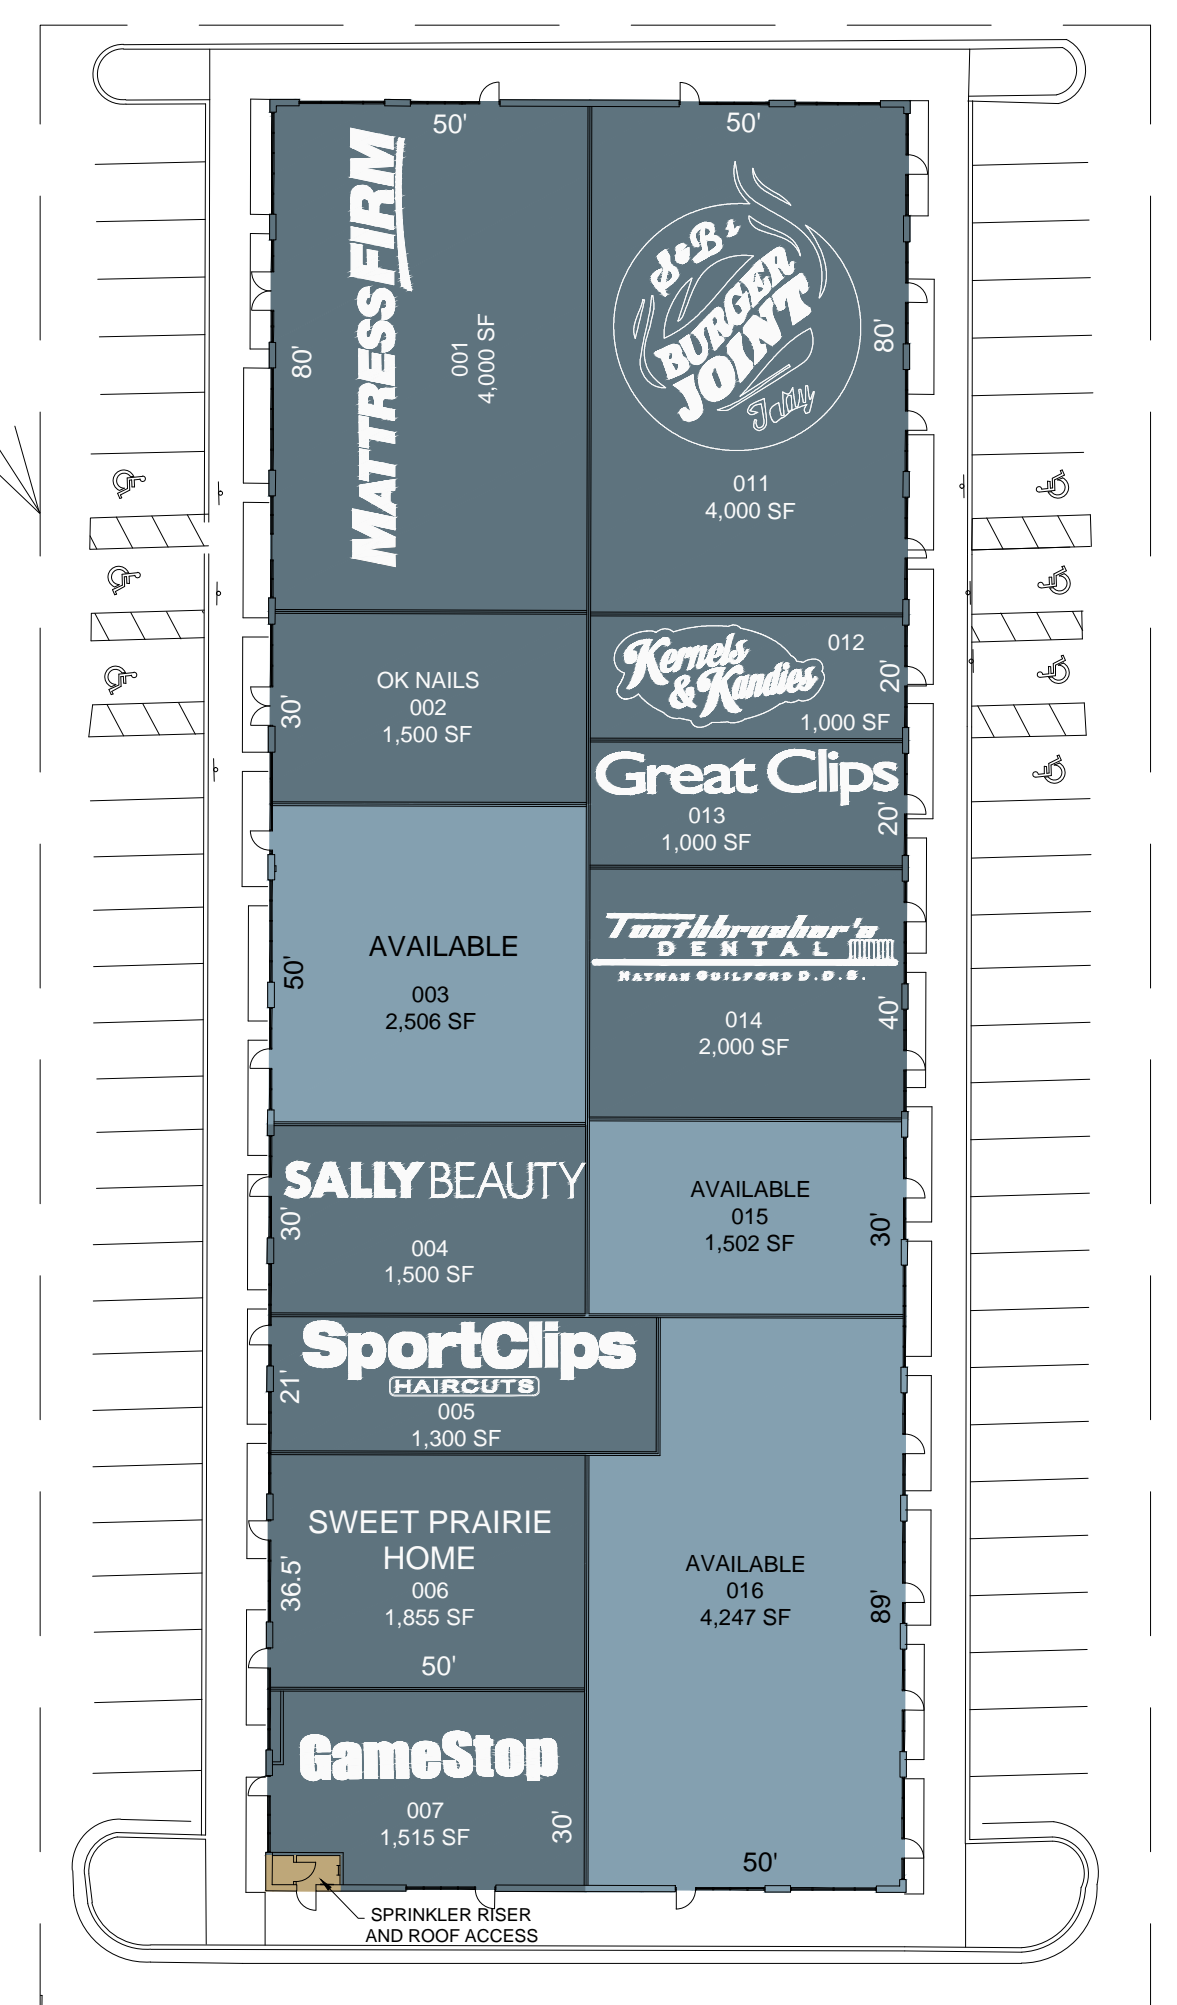 50'
MATTRESSFIRM
80'
001
4,000 SF
50'
S&B's
BURGER
JOINT
80'
011
4,000 SF
OK NAILS
002
1,500 SF
30'
Kernels
& Kandies
012
20'
1,000 SF
Great Clips
013
1,000 SF
20'
AVAILABLE
003
2,506 SF
50'
Toothbrusher's
DENTAL
NATHAN GUILFORD D.D.S.
014
2,000 SF
40'
SALLY BEAUTY
30'
004
1,500 SF
AVAILABLE
015
1,502 SF
30'
SportClips
HAIRCUTS
21'
005
1,300 SF
SWEET PRAIRIE
HOME
006
1,855 SF
36.5'
50'
AVAILABLE
016
4,247 SF
89'
50'
GameStop
007
1,515 SF
30'
SPRINKLER RISER
AND ROOF ACCESS